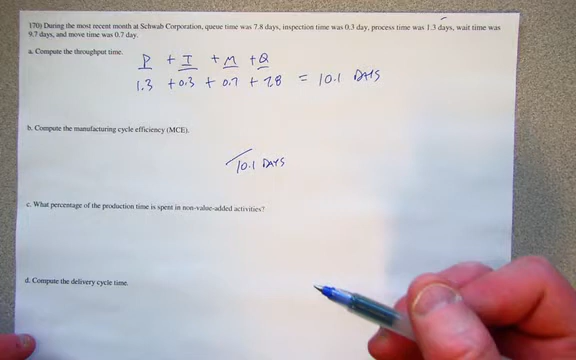 170) During the most recent month at Schwab Corporation, queue time was 7.8 days, inspection time was 0.3 day, process time was 1.3 days, wait time was
9.7 days, and move time was 0.7 day.
a. Compute the throughput time.
P + I + M + Q
1.3 + 0.3 + 0.7 + 7.8 = 10.1 DAYS
b. Compute the manufacturing cycle efficiency (MCE).
/10.1 DAYS
c. What percentage of the production time is spent in non-value-added activities?
d. Compute the delivery cycle time.